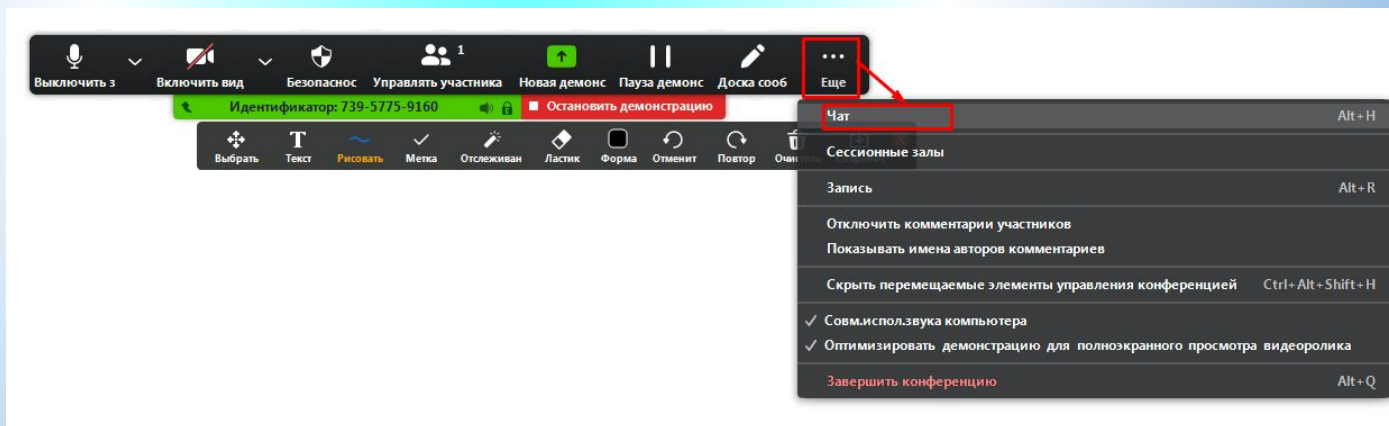 1
Выключить з Включить вид Безопаснос Управлять участника Новая демонс Пауза демонс Доска сооб Еще
Идентификатор: 739-5775-9160 Остановить демонстрацию
Выбрать Текст Рисовать Метка Отслеживан Ластик Форма Отменит Повтор
Чат Alt+H
Сессионные залы
Запись Alt+R
Отключить комментарии участников
Показывать имена авторов комментариев
Скрыть перемещаемые элементы управления конференцией Ctrl+Alt+Shift+H
Совм.испол.звука компьютера
Оптимизировать демонстрацию для полноэкранного просмотра видеоролика
Завершить конференцию Alt+Q